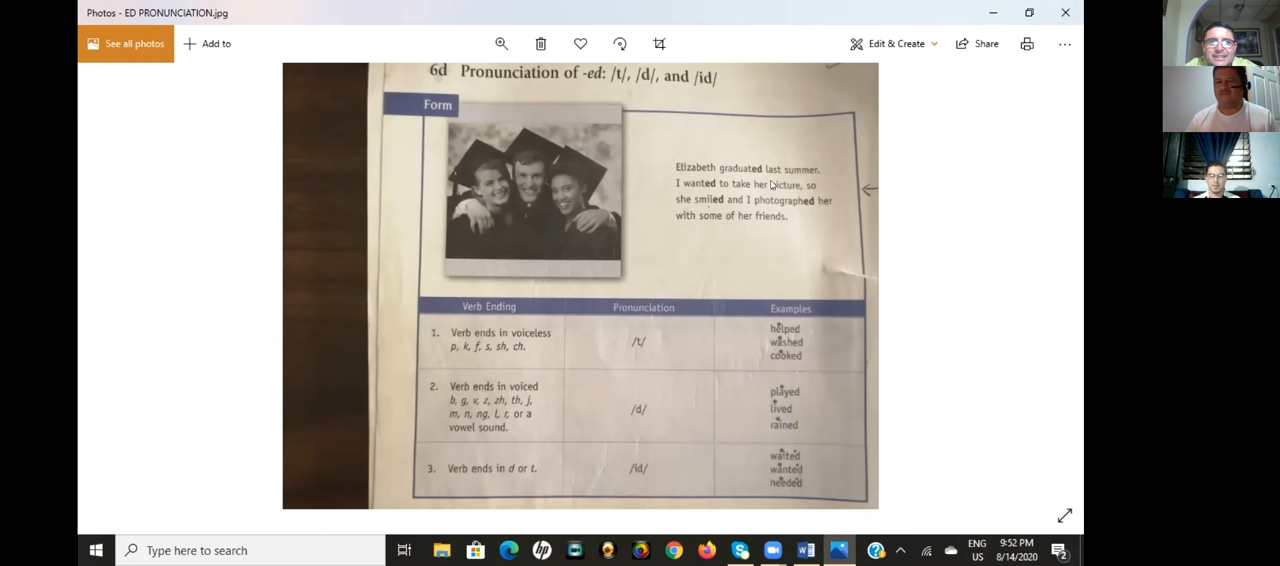 Photos - ED PRONUNCIATION.jpg
See all photos
Add to
Edit & Create
Share
6d Pronunciation of -ed: /t/, /d/, and /id/
Form
Elizabeth graduated last summer.
I wanted to take her picture, so
she smiled and I photographed her
with some of her friends.
Verb Ending Pronunciation Examples
1. Verb ends in voiceless
p, k, f, s, sh, ch.
/t/
helped
washed
cooked
2. Verb ends in voiced
b, g, v, z, zh, th, j,
m, n, ng, l, r, or a
vowel sound.
/d/
played
lived
rained
3. Verb ends in d or t.
/id/
waited
wanted
needed
Type here to search
ENG
US
9:52 PM
8/14/2020
2